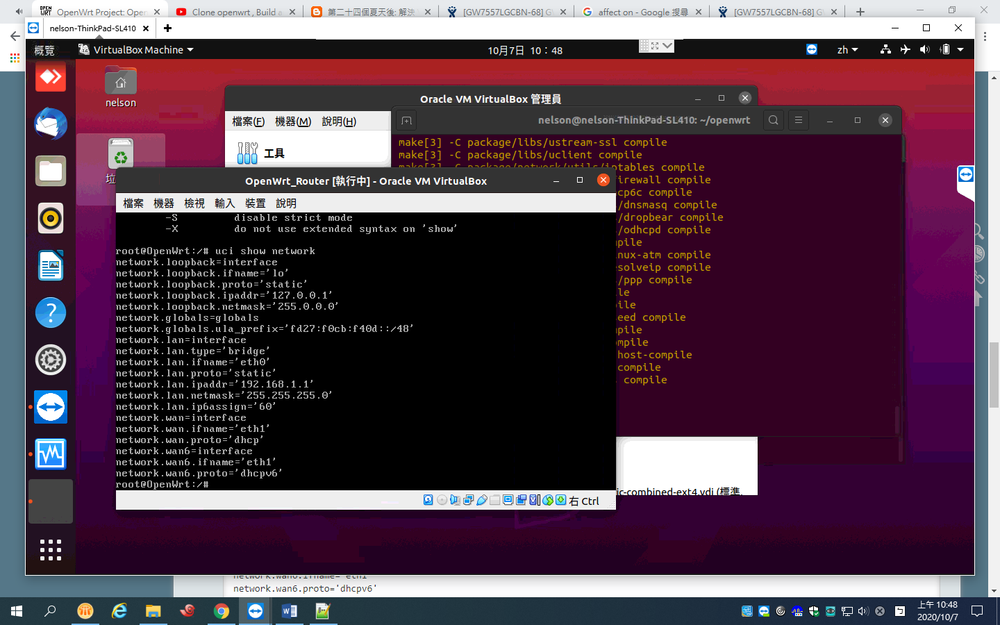 OpenWrt Project: Open
Clone openwrt , Build a
第二十四個夏天後: 解決
[GW7557LGCBN-68] G
affect on - Google 搜尋
[GW7557LGCBN-68] G
nelson-ThinkPad-SL410
概覽
VirtualBox Machine
10月7日 10：48
zh
nelson
垃
Oracle VM VirtualBox 管理員
檔案(F) 機器(M) 說明(H)
工具
nelson@nelson-ThinkPad-SL410: ~/openwrt
make[3] -C package/libs/ustream-ssl compile
make[3] -C package/libs/uclient compile
make[3] -C package/network/utils/iptables compile
firewall compile
cp6c compile
/dnsmasq compile
/dropbear compile
/odhcpd compile
mpile
nux-atm compile
esolveip compile
/ppp compile
le
pile
eed compile
mpile
ompile
host-compile
compile
compile
OpenWrt_Router [執行中] - Oracle VM VirtualBox
檔案 機器 檢視 輸入 裝置 說明
-S disable strict mode
-X do not use extended syntax on 'show'
root@OpenWrt:/# uci show network
network.loopback=interface
network.loopback.ifname='lo'
network.loopback.proto='static'
network.loopback.ipaddr='127.0.0.1'
network.loopback.netmask='255.0.0.0'
network.globals=globals
network.globals.ula_prefix='fd27:f0cb:f40d::/48'
network.lan=interface
network.lan.type='bridge'
network.lan.ifname='eth0'
network.lan.proto='static'
network.lan.ipaddr='192.168.1.1'
network.lan.netmask='255.255.255.0'
network.lan.ip6assign='60'
network.wan=interface
network.wan.ifname='eth1'
network.wan.proto='dhcp'
network.wan6=interface
network.wan6.ifname='eth1'
network.wan6.proto='dhcpv6'
root@OpenWrt:/#
右 Ctrl
ic-combined-ext4.vdi (標準,
network.wan6.ifname='eth1'
network.wan6.proto='dhcpv6'
上午 10:48
2020/10/7